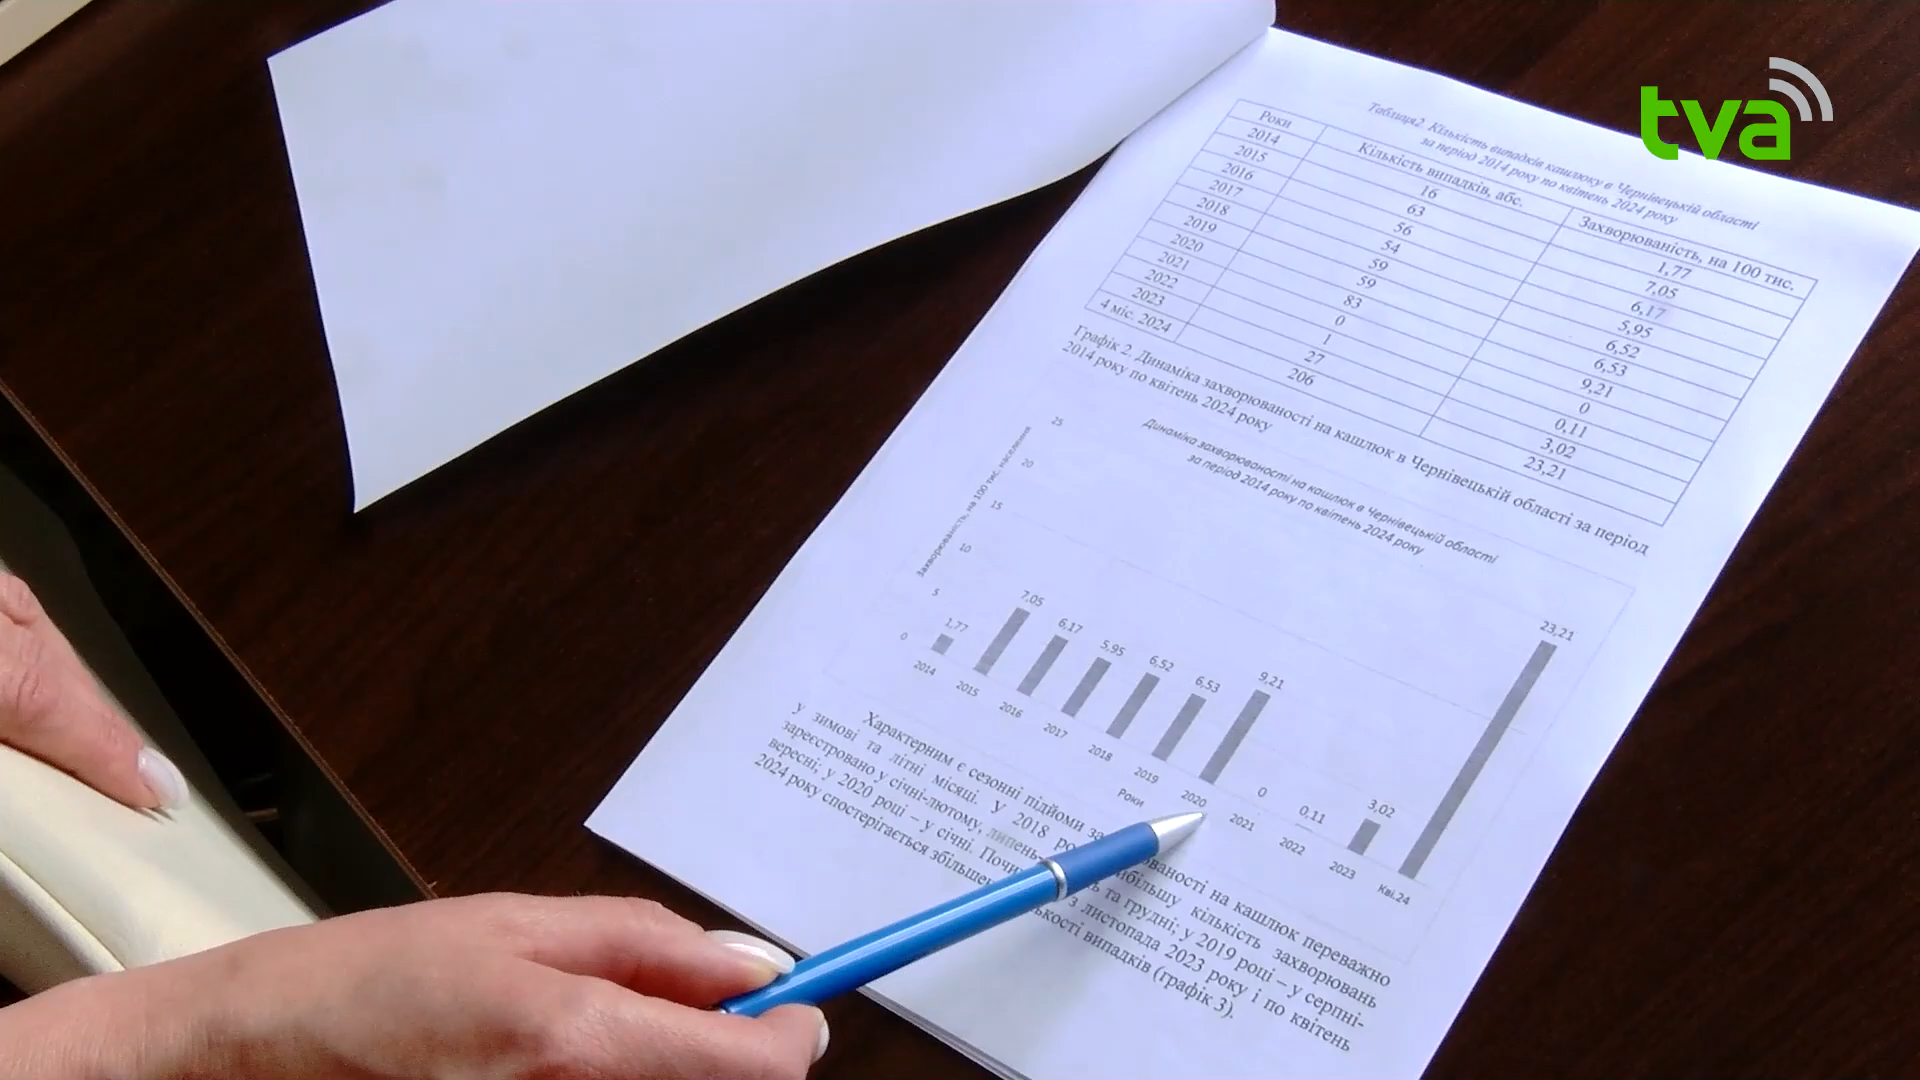 tva
Таблиця2. Кількість випадків кашлюку в Чернівецькій області
за період 2014 року по квітень 2024 року
Роки Кількість випадків, абс. Захворюваність, на 100 тис.
2014 16 1,77
2015 63 7,05
2016 56 6,17
2017 54 5,95
2018 59 6,52
2019 59 6,53
2020 83 9,21
2021 0 0
2022 1 0,11
2023 27 3,02
4 міс. 2024 206 23,21
Графік 2. Динаміка захворюваності на кашлюк в Чернівецькій області за період
2014 року по квітень 2024 року
Динаміка захворюваності на кашлюк в Чернівецькій області
за період 2014 року по квітень 2024 року
Захворюваність, на 100 тис. населення
25
20
15
10
5
0
1,77 7,05 6,17 5,95 6,52 6,53 9,21 0 0,11 3,02 23,21
2014 2015 2016 2017 2018 2019 2020 2021 2022 2023 Кві.24
Роки
Характерним є сезонні підйоми на кашлюк переважно
у зимові та літні місяці. У 2018 кількість захворювань
зареєстровано у січні-лютому, липень- та грудні; у 2019 році – у серпні-
вересні; у 2020 році – у січні. з листопада 2023 року і по квітень
2024 року спостерігається випадків (графік 3).